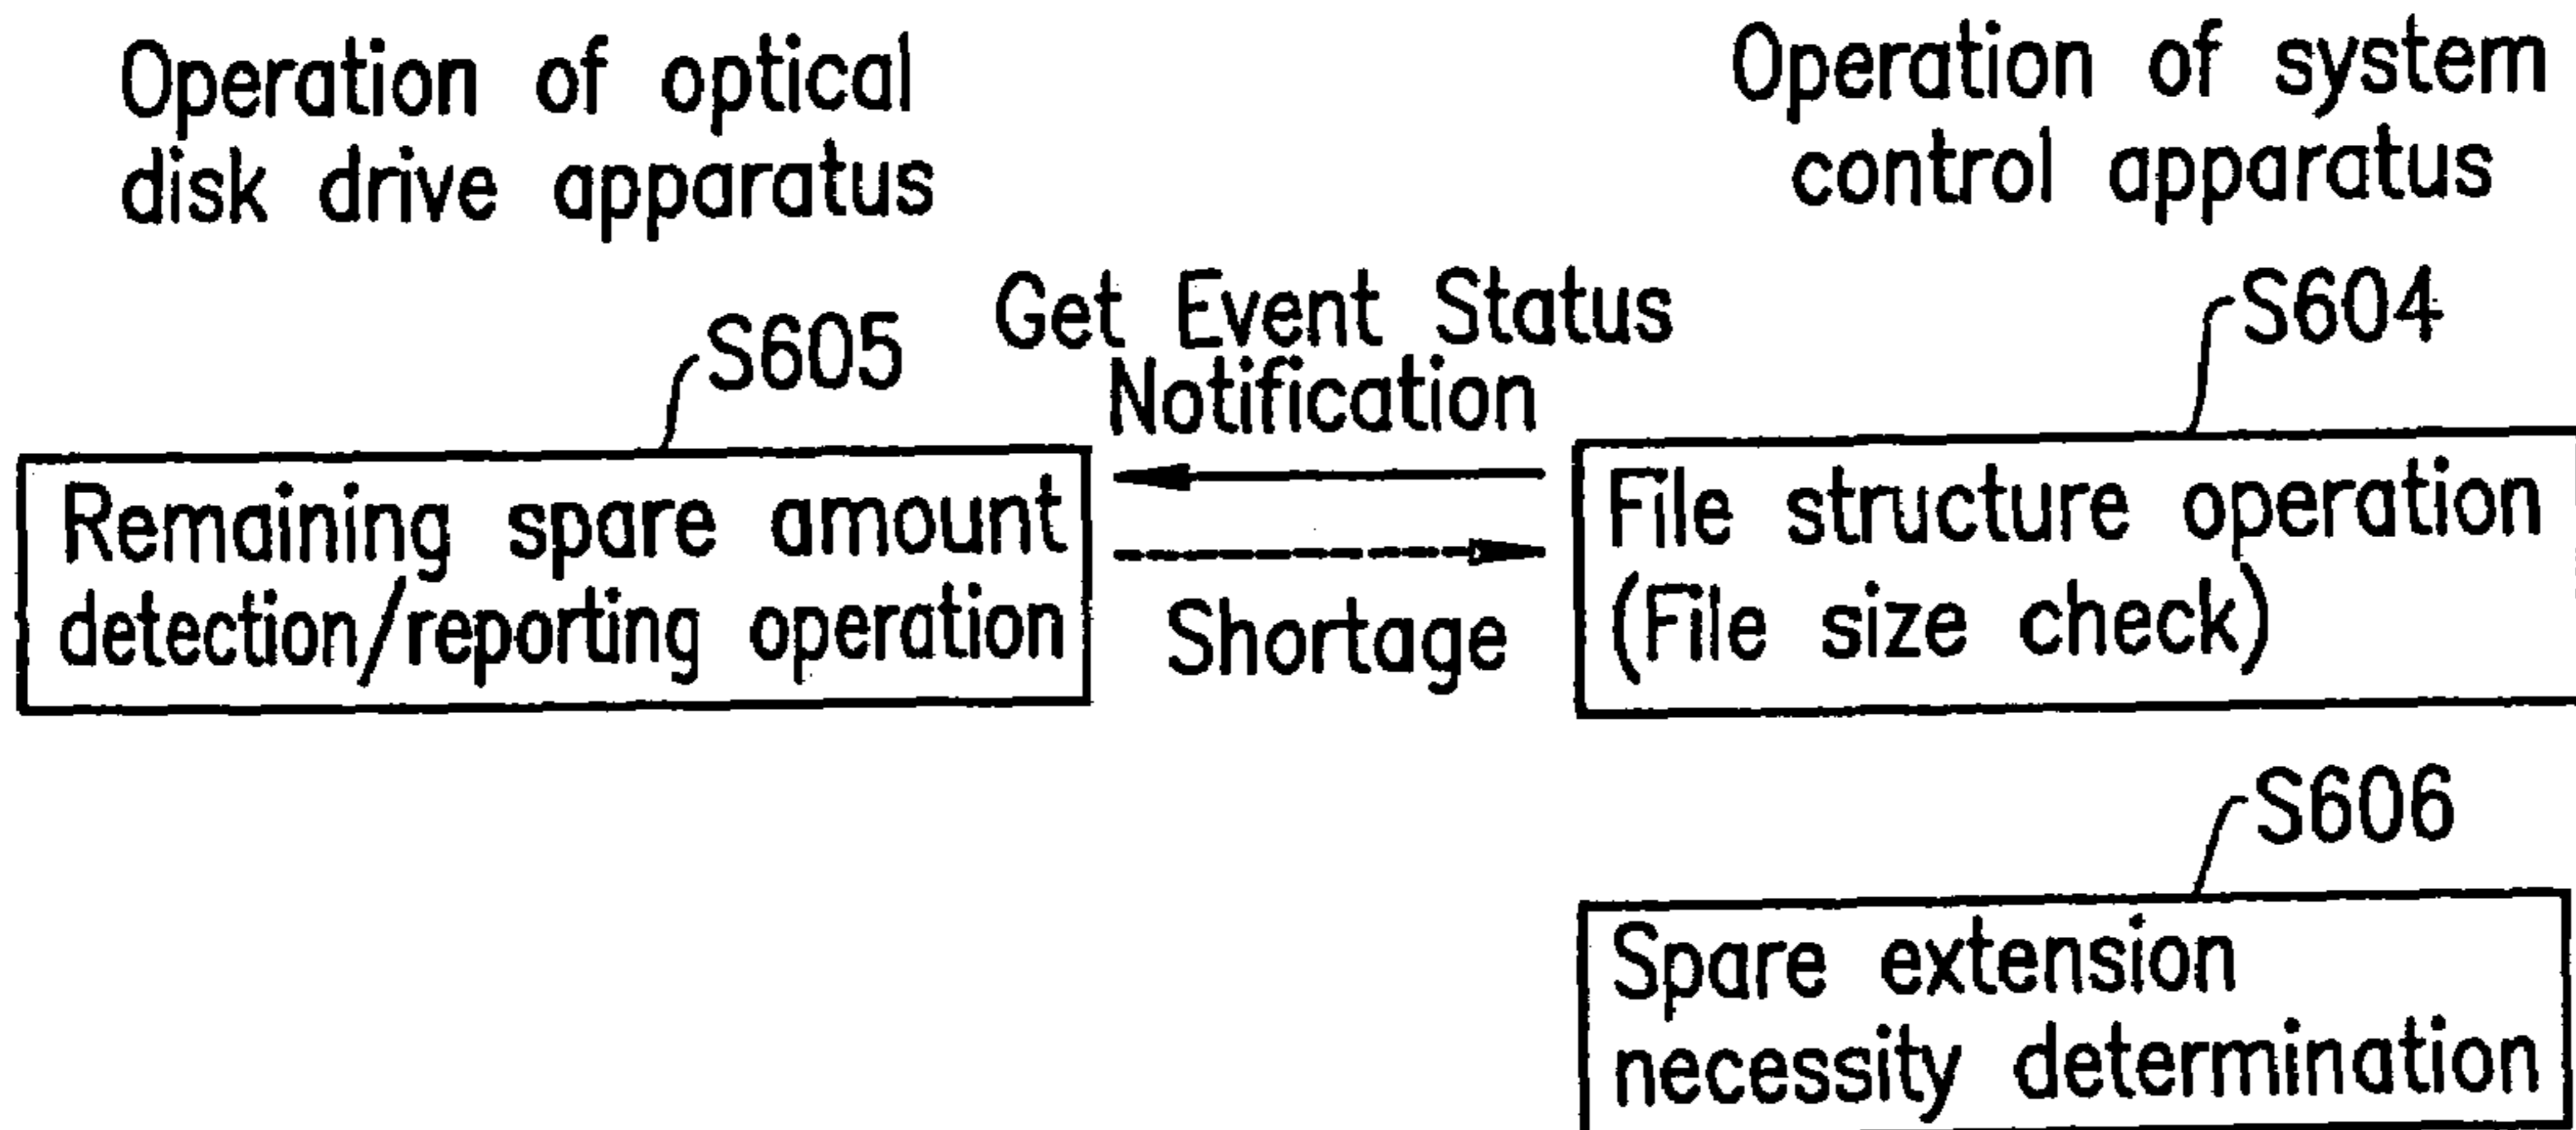 Operation of optical
disk drive apparatus
Operation of system
control apparatus
S605
Get Event Status
Notification
S604
Remaining spare amount
detection/reporting operation
Shortage
File structure operation
(File size check)
S606
Spare extension
necessity determination